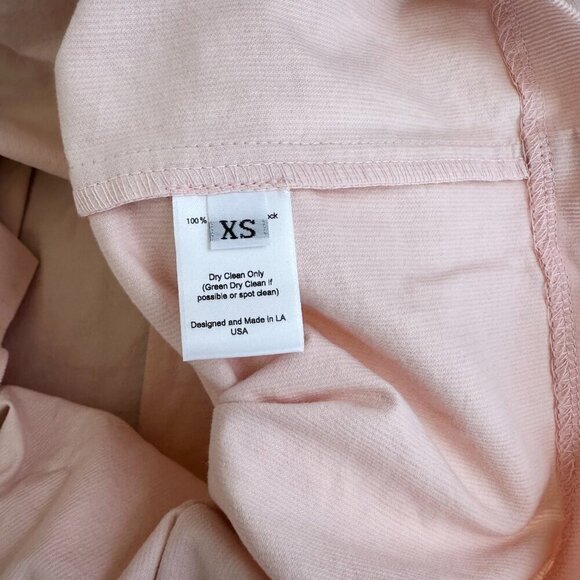 100%
XS
Dry Clean Only
(Green Dry Clean if
possible or spot clean)
Designed and Made in LA
USA